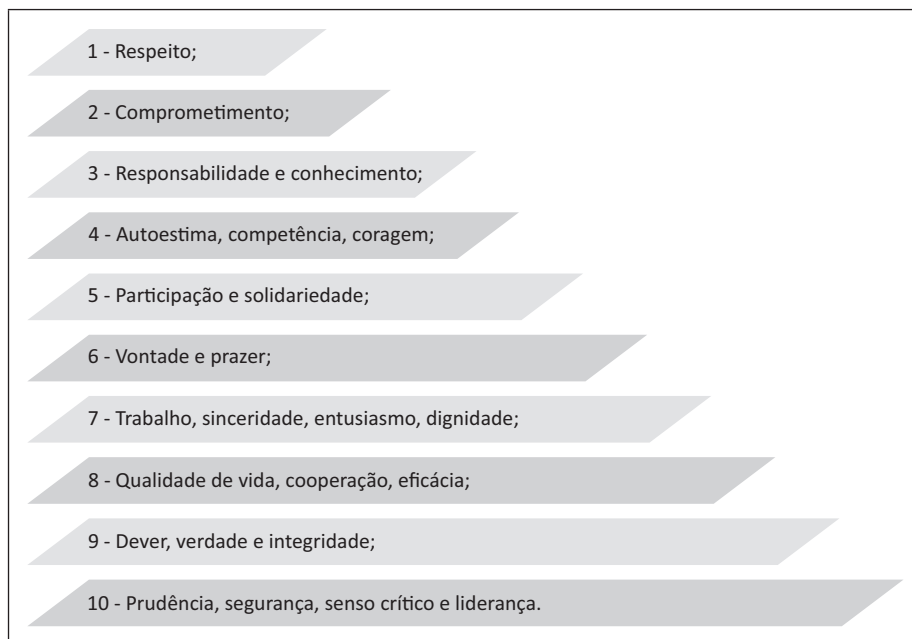 1 - Respeito;
2 - Comprometimento;
3 - Responsabilidade e conhecimento;
4 - Autoestima, competência, coragem;
5 - Participação e solidariedade;
6 - Vontade e prazer;
7 - Trabalho, sinceridade, entusiasmo, dignidade;
8 - Qualidade de vida, cooperação, eficácia;
9 - Dever, verdade e integridade;
10 - Prudência, segurança, senso crítico e liderança.